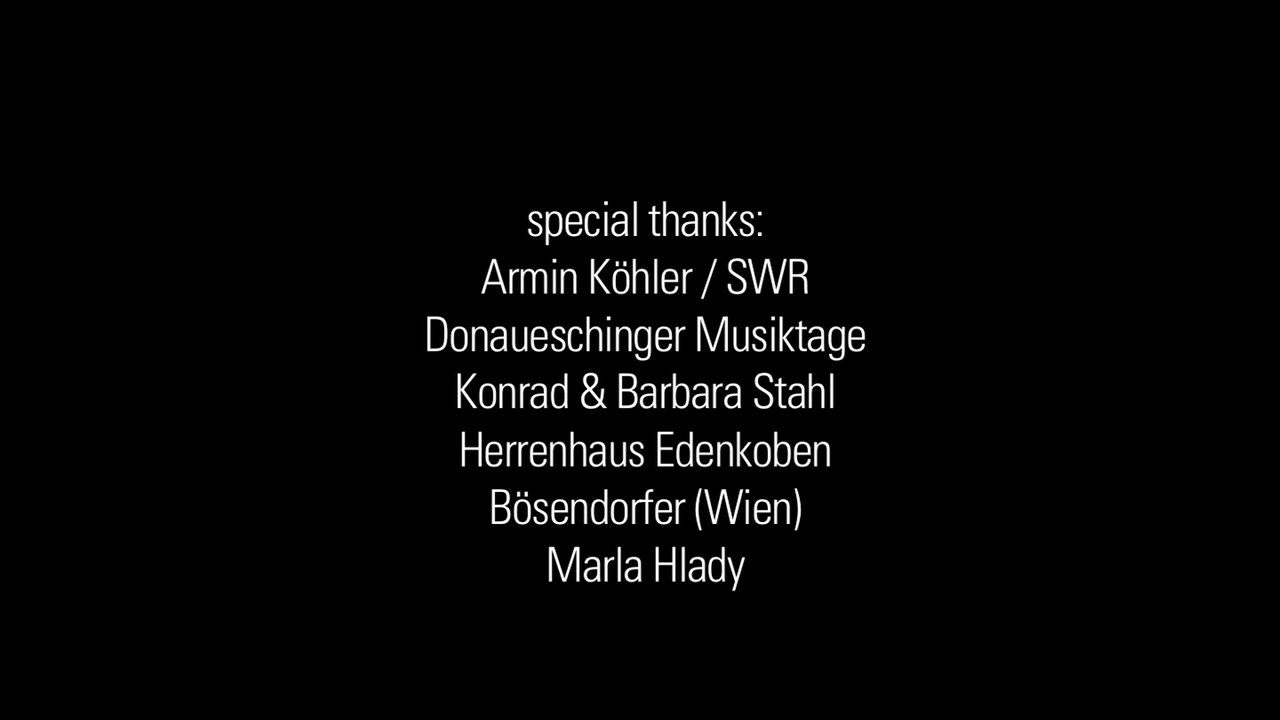 special thanks:
Armin Köhler / SWR
Donaueschinger Musiktage
Konrad & Barbara Stahl
Herrenhaus Edenkoben
Bösendorfer (Wien)
Marla Hlady